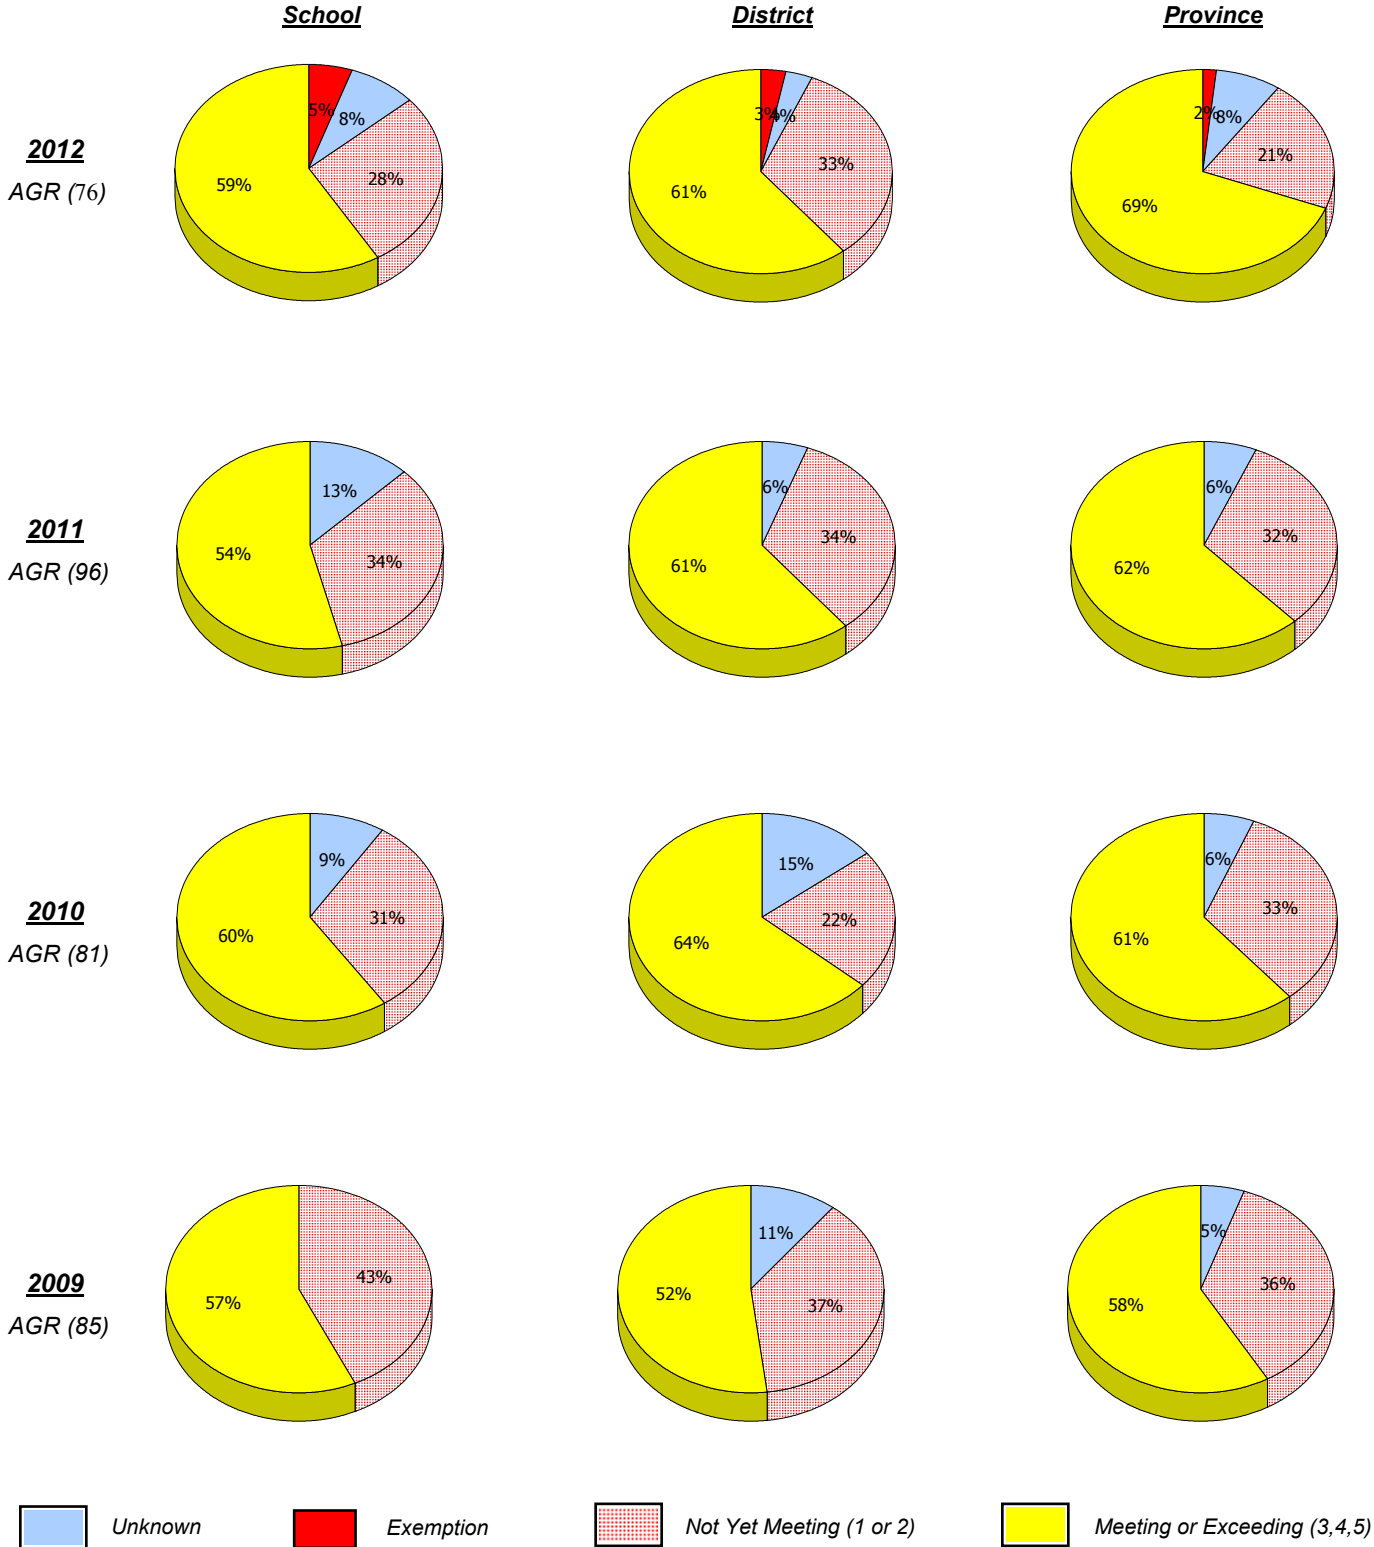 School District Province
2012
AGR (76)
5% 8% 28% 59%
3% 4% 33% 61%
2% 8% 21% 69%
2011
AGR (96)
13% 34% 54%
6% 34% 61%
6% 32% 62%
2010
AGR (81)
9% 31% 60%
15% 22% 64%
6% 33% 61%
2009
AGR (85)
43% 57%
11% 37% 52%
5% 36% 58%
Unknown Exemption Not Yet Meeting (1 or 2) Meeting or Exceeding (3,4,5)